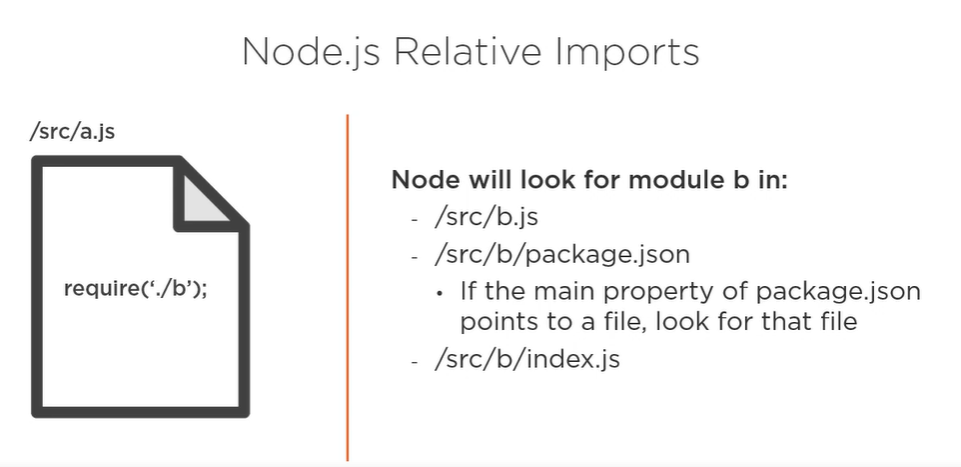 Node.js Relative Imports
/src/a.js
require(‘./b’);
Node will look for module b in:
- /src/b.js
- /src/b/package.json
• If the main property of package.json
points to a file, look for that file
- /src/b/index.js